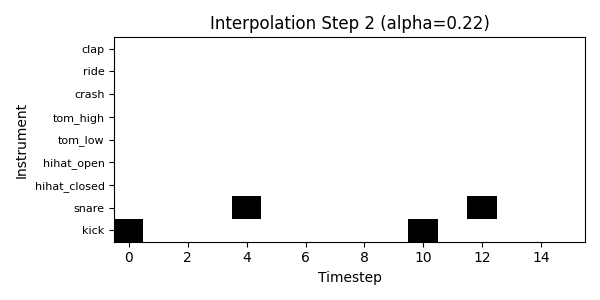 Interpolation Step 2 (alpha=0.22)
clap
ride
crash
tom_high
tom_low
hihat_open
hihat_closed
snare
kick
Instrument
0 2 4 6 8 10 12 14
Timestep